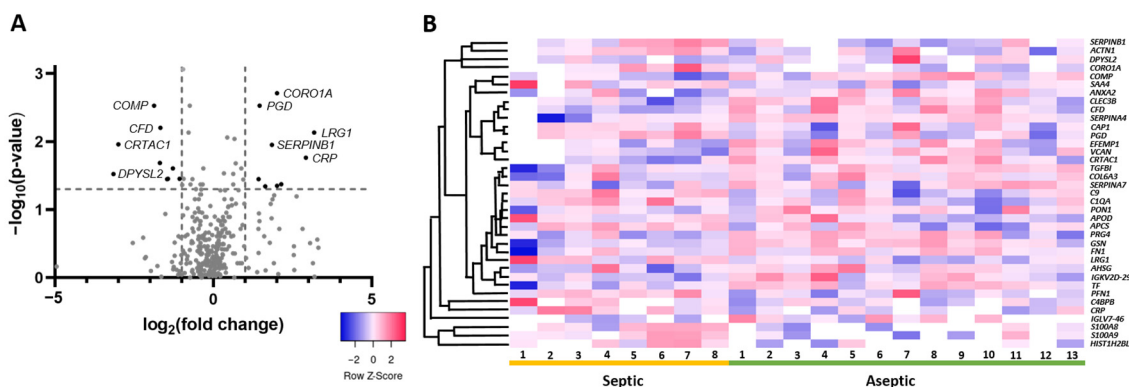 A
B
−log₁₀(p-value)
3
2
1
0
−5
0
5
log₂(fold change)
COMP
CFD
CRTAC1
DPYSL2
CORO1A
PGD
LRG1
SERPINB1
CRP
−2 0 2
Row Z-Score
SERPINB1
ACTN1
DPYSL2
CORO1A
COMP
SAA4
ANXA2
CLEC3B
CFD
SERPINA4
CAP1
PGD
EFEMP1
VCAN
CRTAC1
TGFBI
COL6A3
SERPINA7
C9
C1QA
PON1
APOD
APCS
PRG4
GSN
FN1
LRG1
AHSG
IGKV2D-29
TF
PFN1
C4BPB
CRP
IGLV7-46
S100A8
S100A9
HIST1H2BL
1 2 3 4 5 6 7 8 1 2 3 4 5 6 7 8 9 10 11 12 13
Septic Aseptic